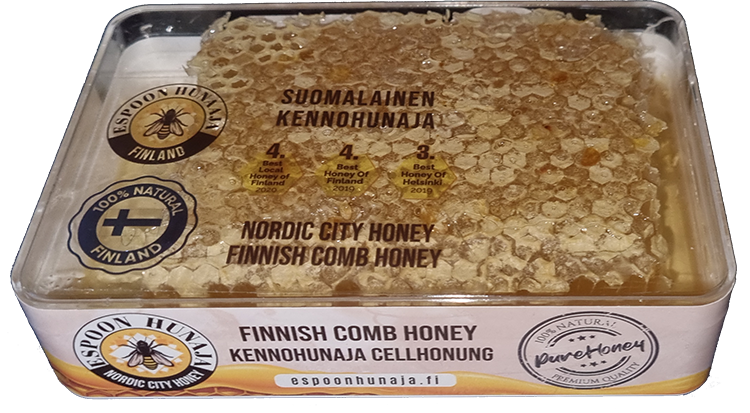 ESPOON HUNAJA
FINLAND
SUOMALAINEN
KENNOHUNAJA
4.
Best
Local
Honey of
Finland
2020
4.
Best
Honey Of
Finland
2019
3.
Best
Honey Of
Helsinki
2019
100% NATURAL
FINLAND
NORDIC CITY HONEY
FINNISH COMB HONEY
ESPOON HUNAJA
NORDIC CITY HONEY
FINNISH COMB HONEY
KENNOHUNAJA CELLHONUNG
espoonhunaja.fi
100% NATURAL
PureHoney
PREMIUM QUALITY